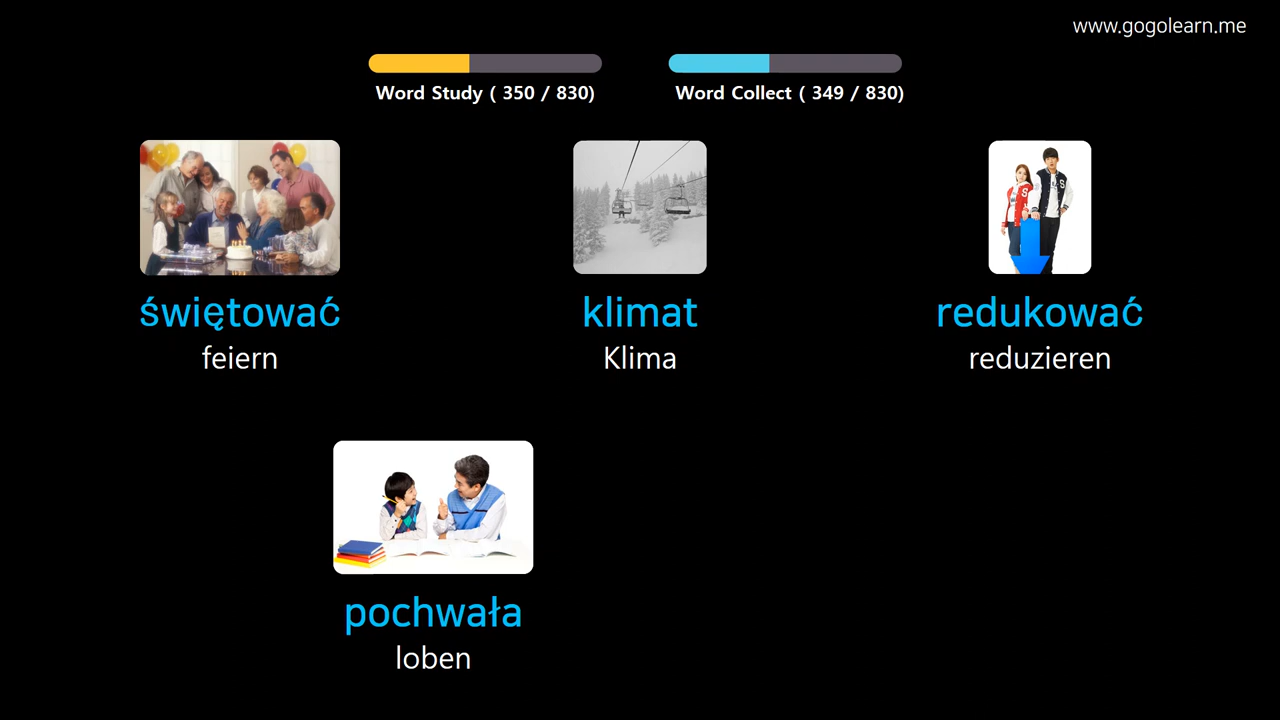 www.gogolearn.me
Word Study ( 350 / 830)
Word Collect ( 349 / 830)
świętować
feiern
klimat
Klima
redukować
reduzieren
pochwała
loben